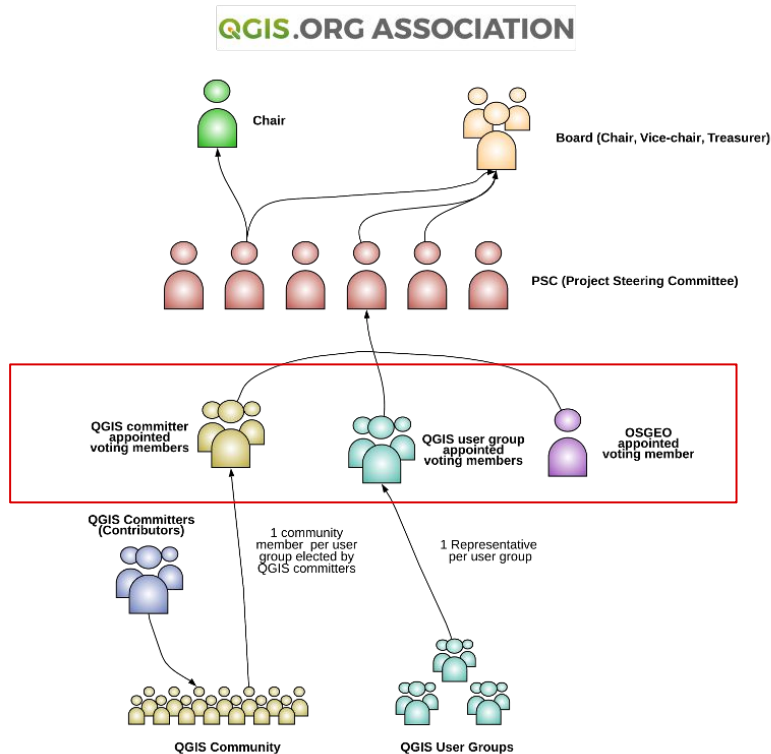 QGIS.ORG ASSOCIATION
Chair
Board (Chair, Vice-chair, Treasurer)
PSC (Project Steering Committee)
QGIS committer
appointed
voting members
QGIS user group
appointed
voting members
OSGEO
appointed
voting member
QGIS Committers
(Contributors)
1 community
member per user
group elected by
QGIS committers
1 Representative
per user group
QGIS Community
QGIS User Groups